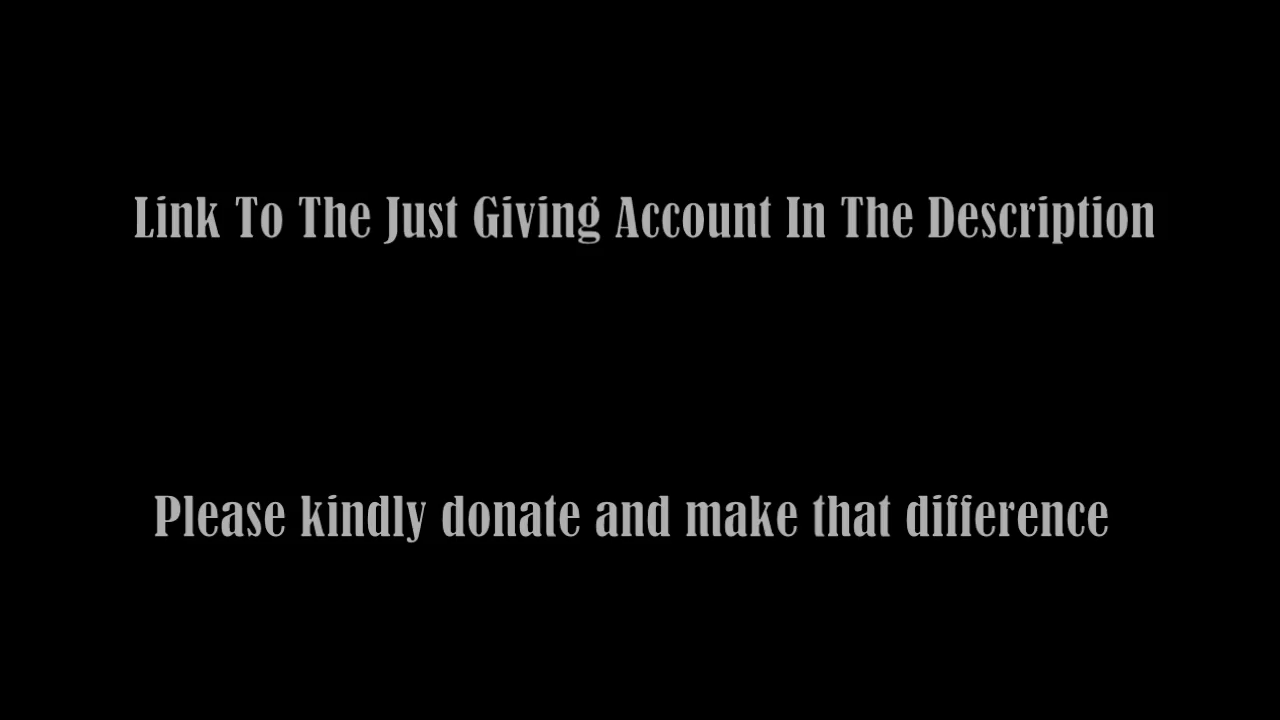 Link To The Just Giving Account In The Description
Please kindly donate and make that difference